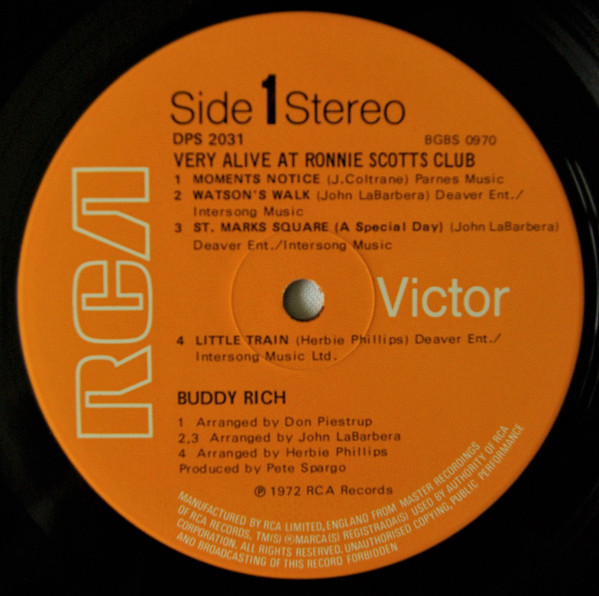 Side 1 Stereo
DPS 2031 BGBS 0970
VERY ALIVE AT RONNIE SCOTTS CLUB
1 MOMENTS NOTICE (J.Coltrane) Parnes Music
2 WATSON'S WALK (John LaBarbera) Deaver Ent./
Intersong Music
3 ST. MARKS SQUARE (A Special Day) (John LaBarbera)
Deaver Ent./Intersong Music
RCA
Victor
4 LITTLE TRAIN (Herbie Phillips) Deaver Ent./
Intersong Music Ltd.
BUDDY RICH
1 Arranged by Don Piestrup
2,3 Arranged by John LaBarbera
4 Arranged by Herbie Phillips
Produced by Pete Spargo
℗ 1972 RCA Records
MANUFACTURED BY RCA LIMITED, ENGLAND FROM MASTER RECORDINGS
OF RCA RECORDS, TM(S) ® MARCA(S) REGISTRADA(S) USED BY AUTHORITY OF RCA
CORPORATION. ALL RIGHTS RESERVED. UNAUTHORISED COPYING, PUBLIC PERFORMANCE
AND BROADCASTING OF THIS RECORD FORBIDDEN